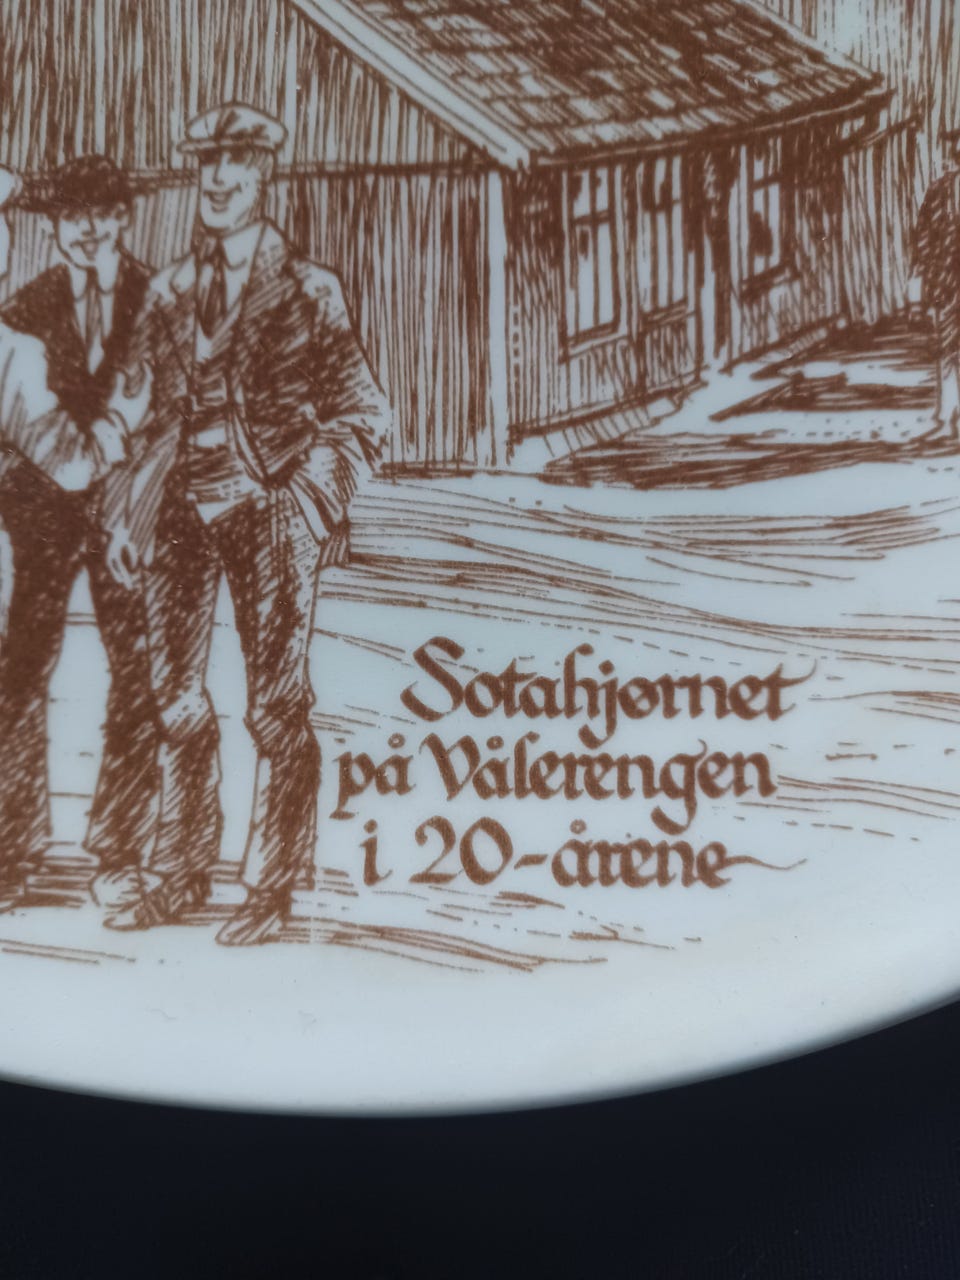 Sotahjørnet
på Vålerengen
i 20-årene